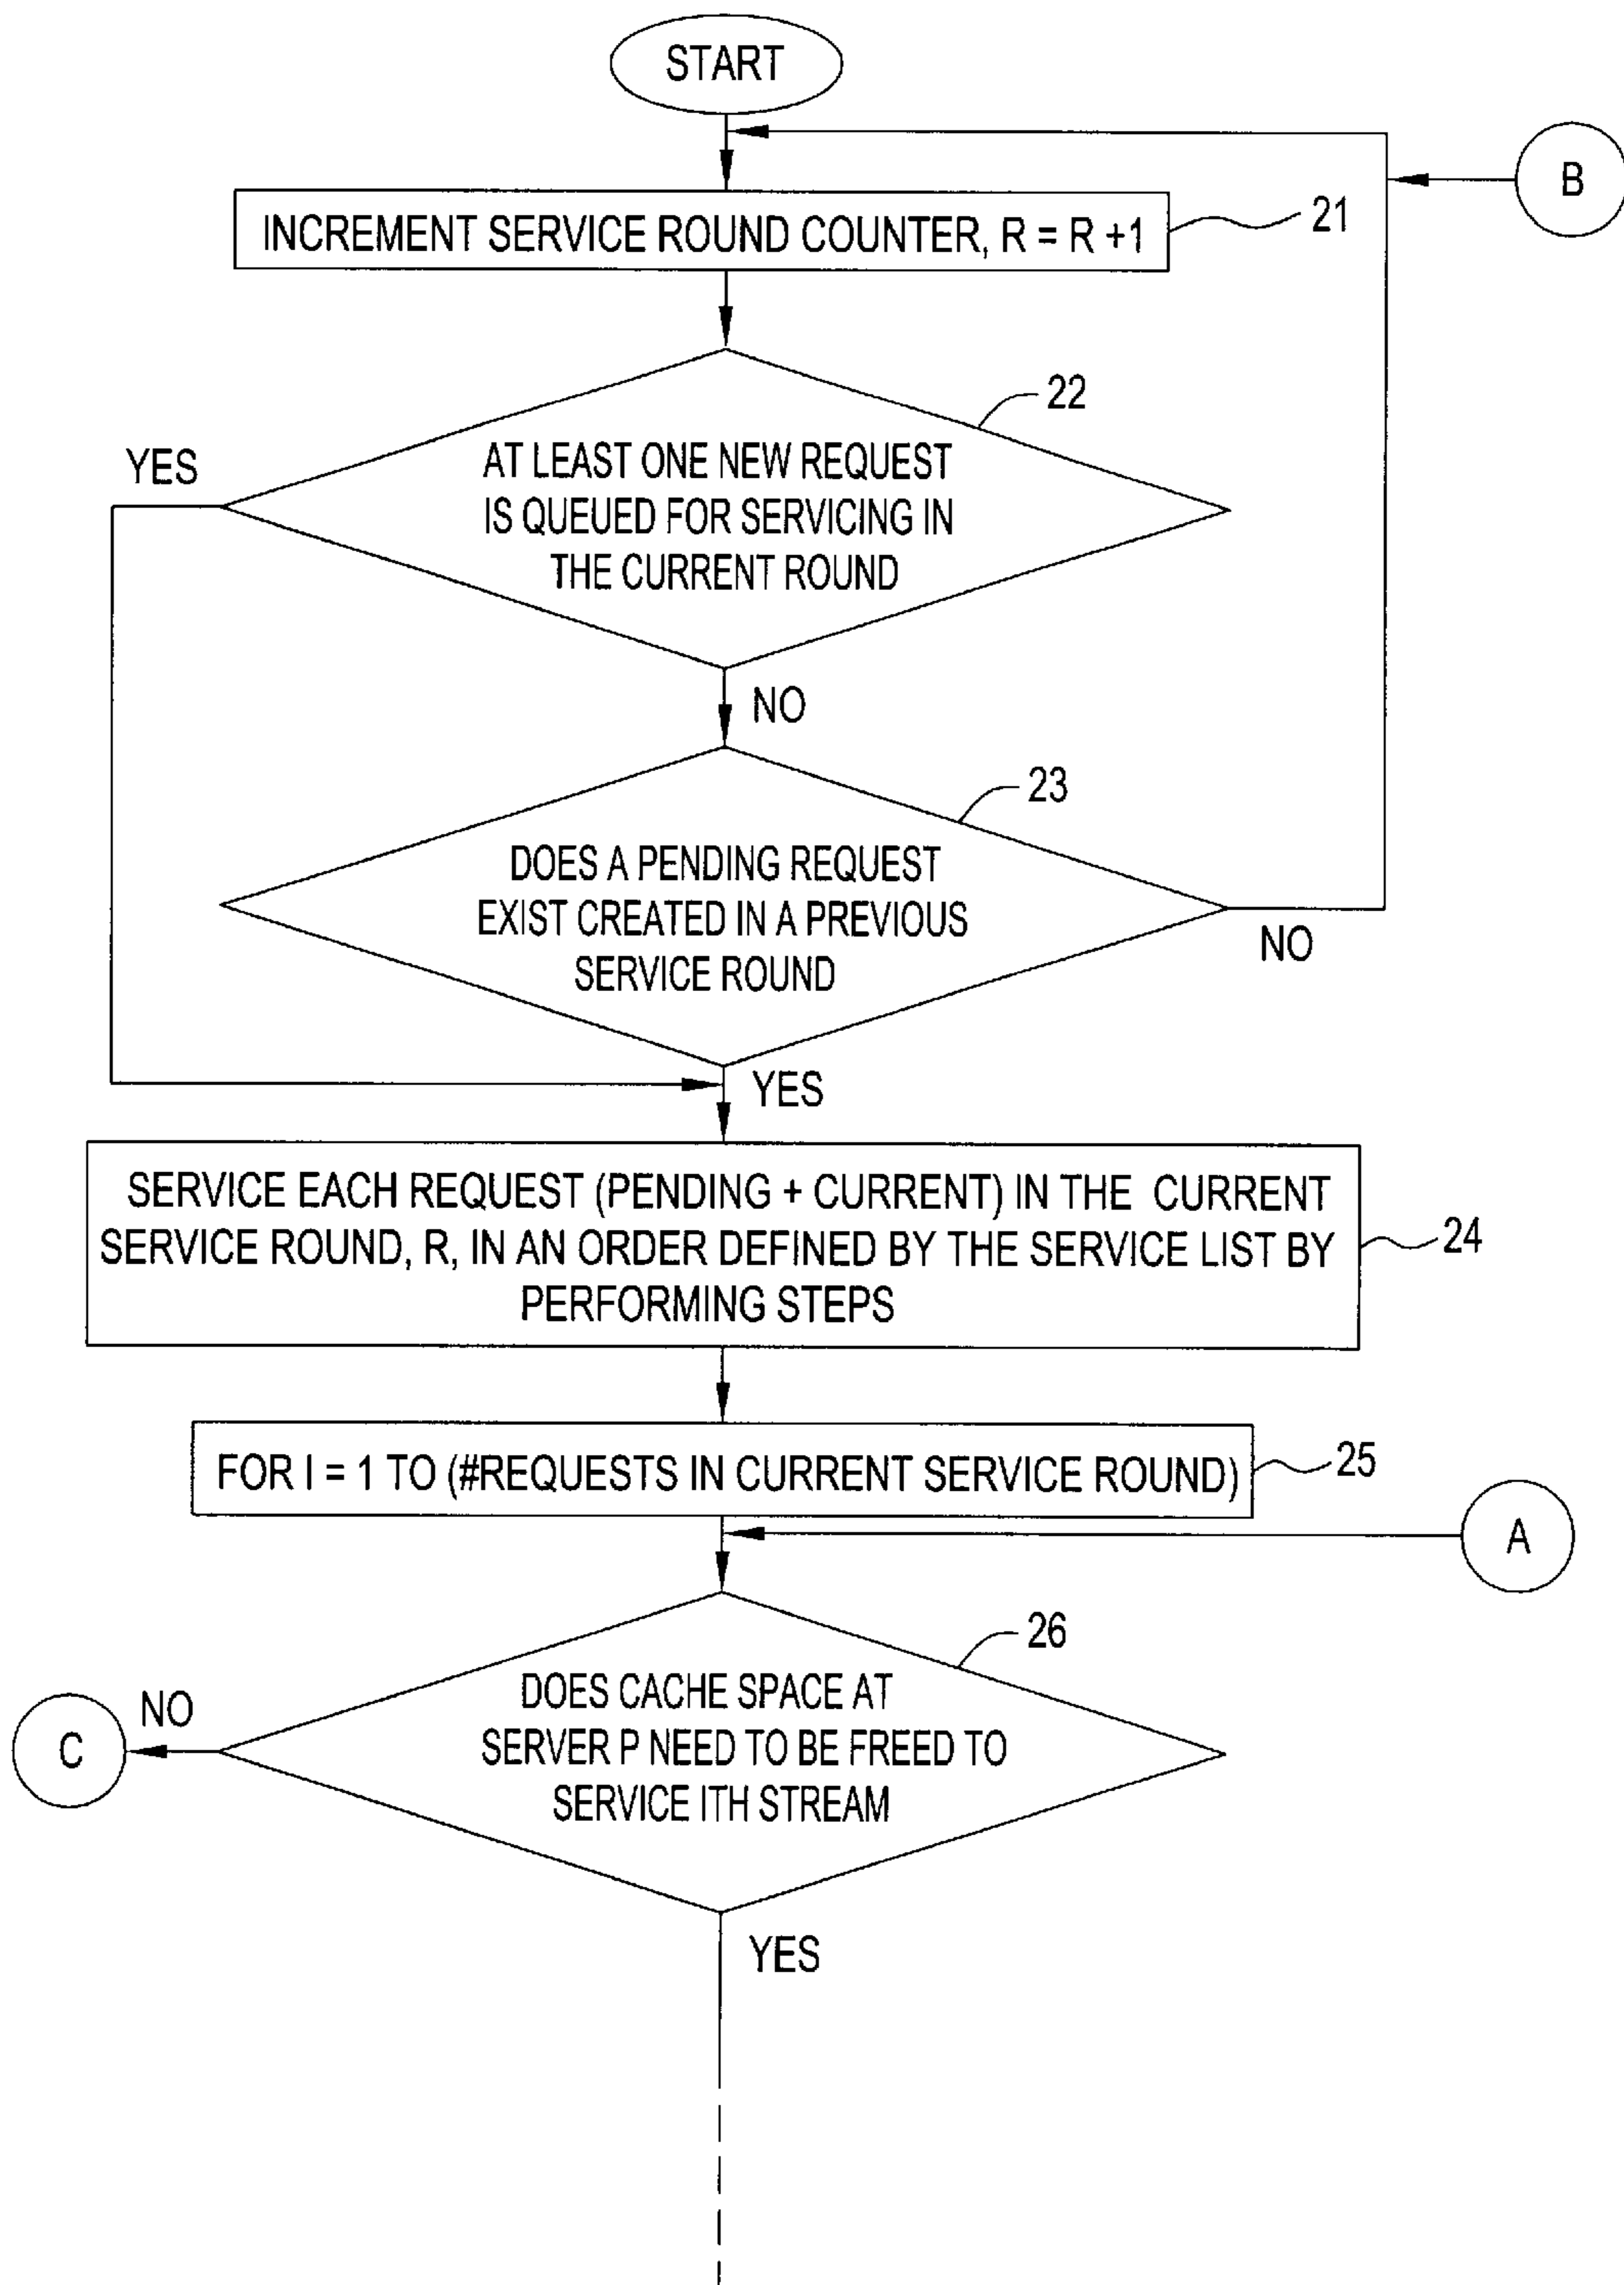 START
B
INCREMENT SERVICE ROUND COUNTER, R = R +1
21
22
YES
AT LEAST ONE NEW REQUEST
IS QUEUED FOR SERVICING IN
THE CURRENT ROUND
NO
23
DOES A PENDING REQUEST
EXIST CREATED IN A PREVIOUS
SERVICE ROUND
NO
YES
SERVICE EACH REQUEST (PENDING + CURRENT) IN THE CURRENT
SERVICE ROUND, R, IN AN ORDER DEFINED BY THE SERVICE LIST BY
PERFORMING STEPS
24
FOR I = 1 TO (#REQUESTS IN CURRENT SERVICE ROUND)
25
A
26
NO
C
DOES CACHE SPACE AT
SERVER P NEED TO BE FREED TO
SERVICE ITH STREAM
YES